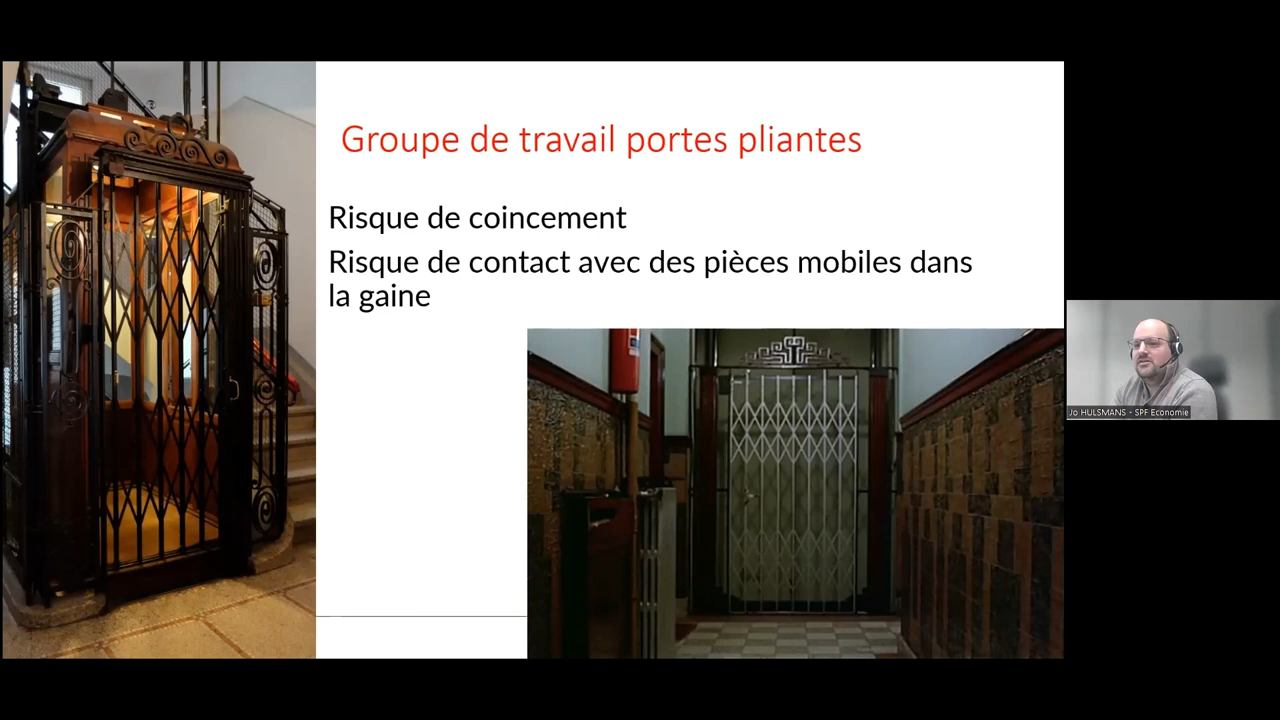 Groupe de travail portes pliantes
Risque de coincement
Risque de contact avec des pièces mobiles dans
la gaine
Jo HULSMANS - SPF Economie